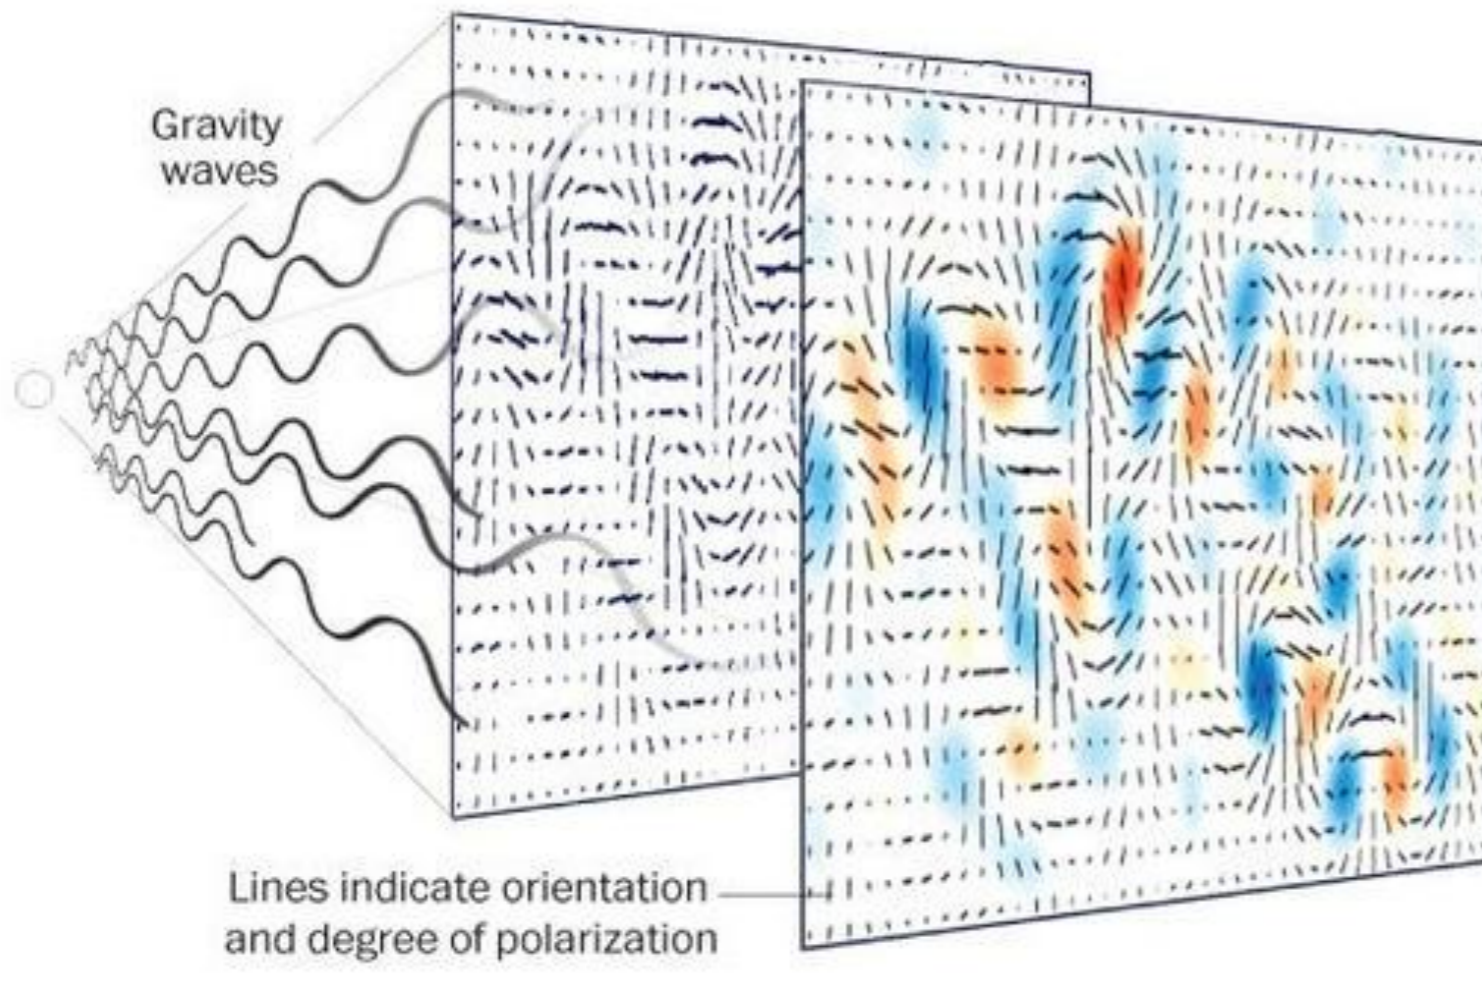 Gravity
waves
Lines indicate orientation
and degree of polarization